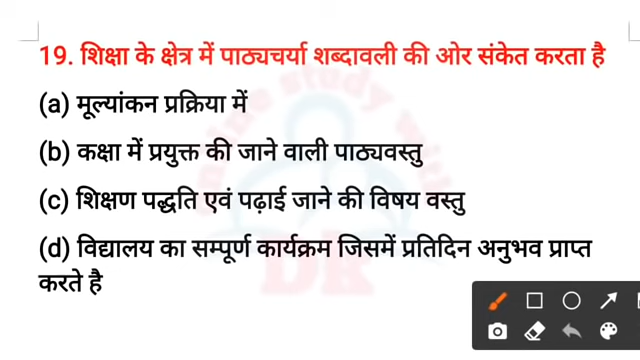 19. शिक्षा के क्षेत्र में पाठ्यचर्या शब्दावली की ओर संकेत करता है
(a) मूल्यांकन प्रक्रिया में
(b) कक्षा में प्रयुक्त की जाने वाली पाठ्यवस्तु
(c) शिक्षण पद्धति एवं पढ़ाई जाने की विषय वस्तु
(d) विद्यालय का सम्पूर्ण कार्यक्रम जिसमें प्रतिदिन अनुभव प्राप्त
करते है